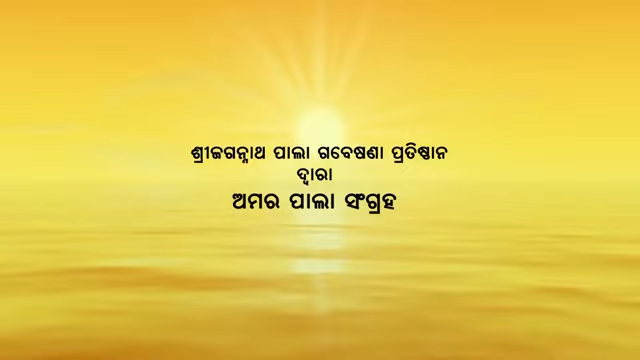 ଶ୍ରୀଜଗନ୍ନାଥ ପାଲା ଗବେଷଣା ପ୍ରତିଷ୍ଠାନ
ଦ୍ୱାରା
ଅମର ପାଲା ସଂଗ୍ରହ